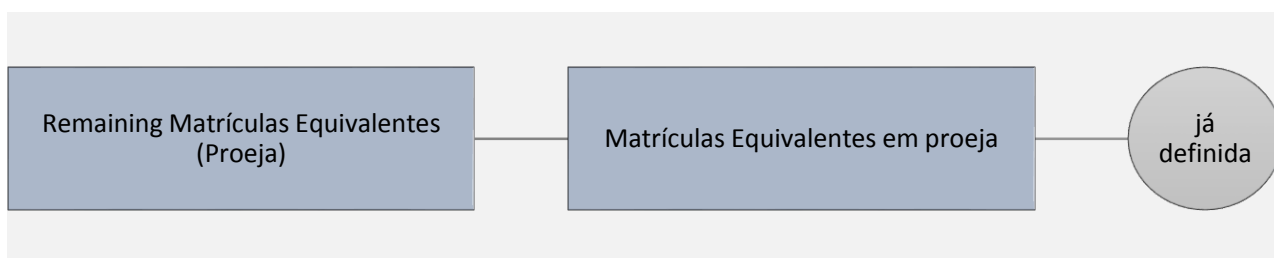 Remaining Matrículas Equivalentes
(Proeja)
Matrículas Equivalentes em proeja
já
definida